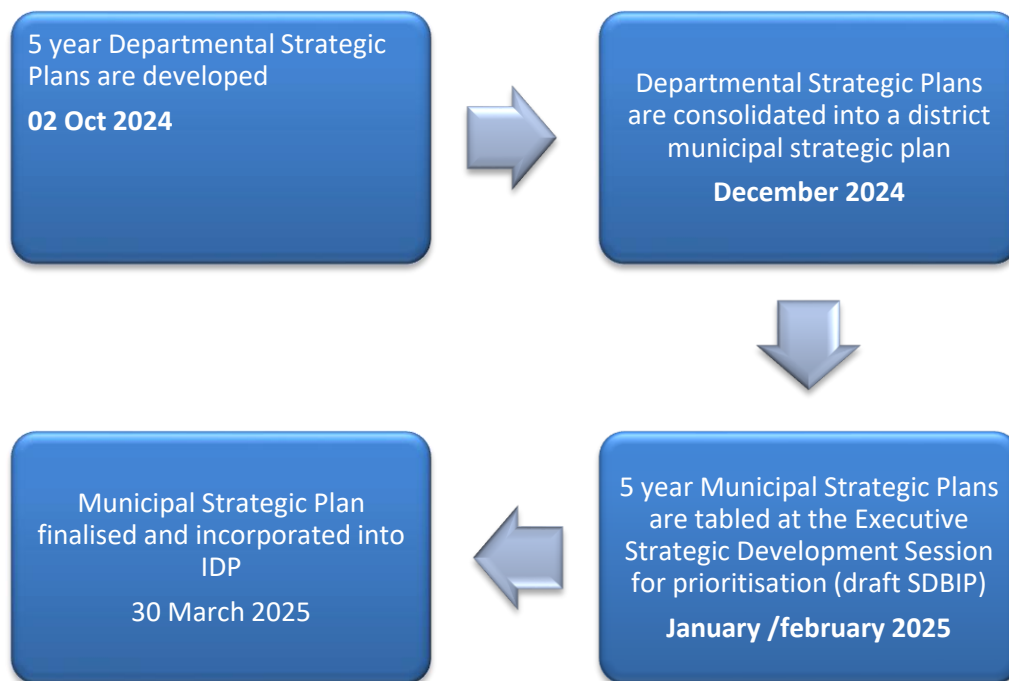 5 year Departmental Strategic
Plans are developed
02 Oct 2024
Departmental Strategic Plans
are consolidated into a district
municipal strategic plan
December 2024
5 year Municipal Strategic Plans
are tabled at the Executive
Strategic Development Session
for prioritisation (draft SDBIP)
January /february 2025
Municipal Strategic Plan
finalised and incorporated into
IDP
30 March 2025